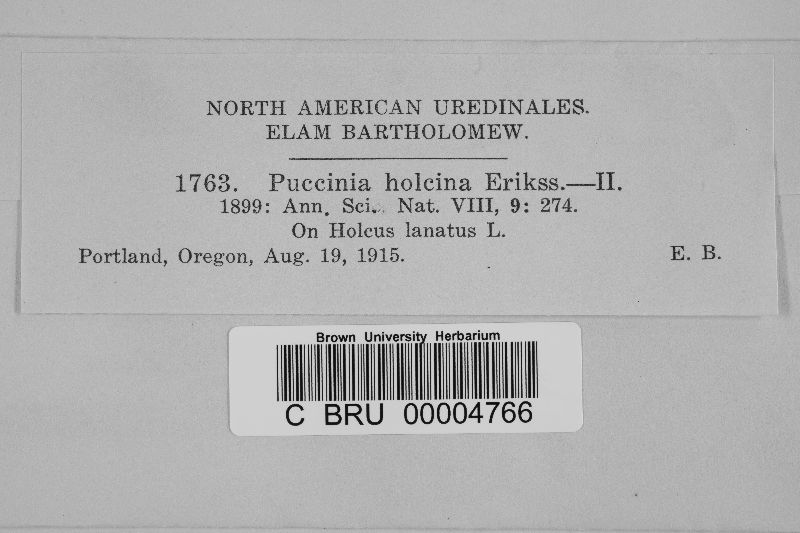 NORTH AMERICAN UREDINALES.
ELAM BARTHOLOMEW.
1763. Puccinia holcina Erikss.—II.
1899: Ann. Sci. Nat. VIII, 9: 274.
On Holcus lanatus L.
Portland, Oregon, Aug. 19, 1915. E. B.
Brown University Herbarium
C BRU 00004766